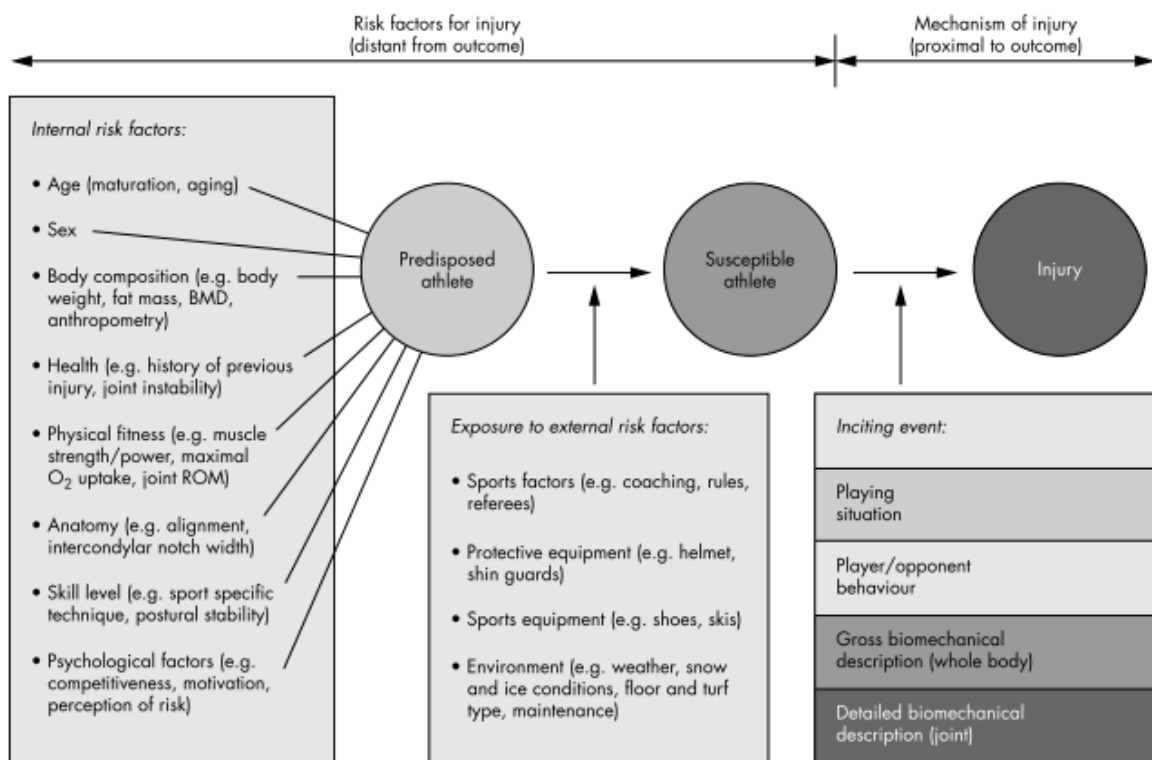 Risk factors for injury
(distant from outcome)
Mechanism of injury
(proximal to outcome)
Internal risk factors:
• Age (maturation, aging)
• Sex
• Body composition (e.g. body
weight, fat mass, BMD,
anthropometry)
• Health (e.g. history of previous
injury, joint instability)
• Physical fitness (e.g. muscle
strength/power, maximal
O₂ uptake, joint ROM)
• Anatomy (e.g. alignment,
intercondylar notch width)
• Skill level (e.g. sport specific
technique, postural stability)
• Psychological factors (e.g.
competitiveness, motivation,
perception of risk)
Predisposed
athlete
Susceptible
athlete
Injury
Exposure to external risk factors:
• Sports factors (e.g. coaching, rules,
referees)
• Protective equipment (e.g. helmet,
shin guards)
• Sports equipment (e.g. shoes, skis)
• Environment (e.g. weather, snow
and ice conditions, floor and turf
type, maintenance)
Inciting event:
Playing
situation
Player/opponent
behaviour
Gross biomechanical
description (whole body)
Detailed biomechanical
description (joint)